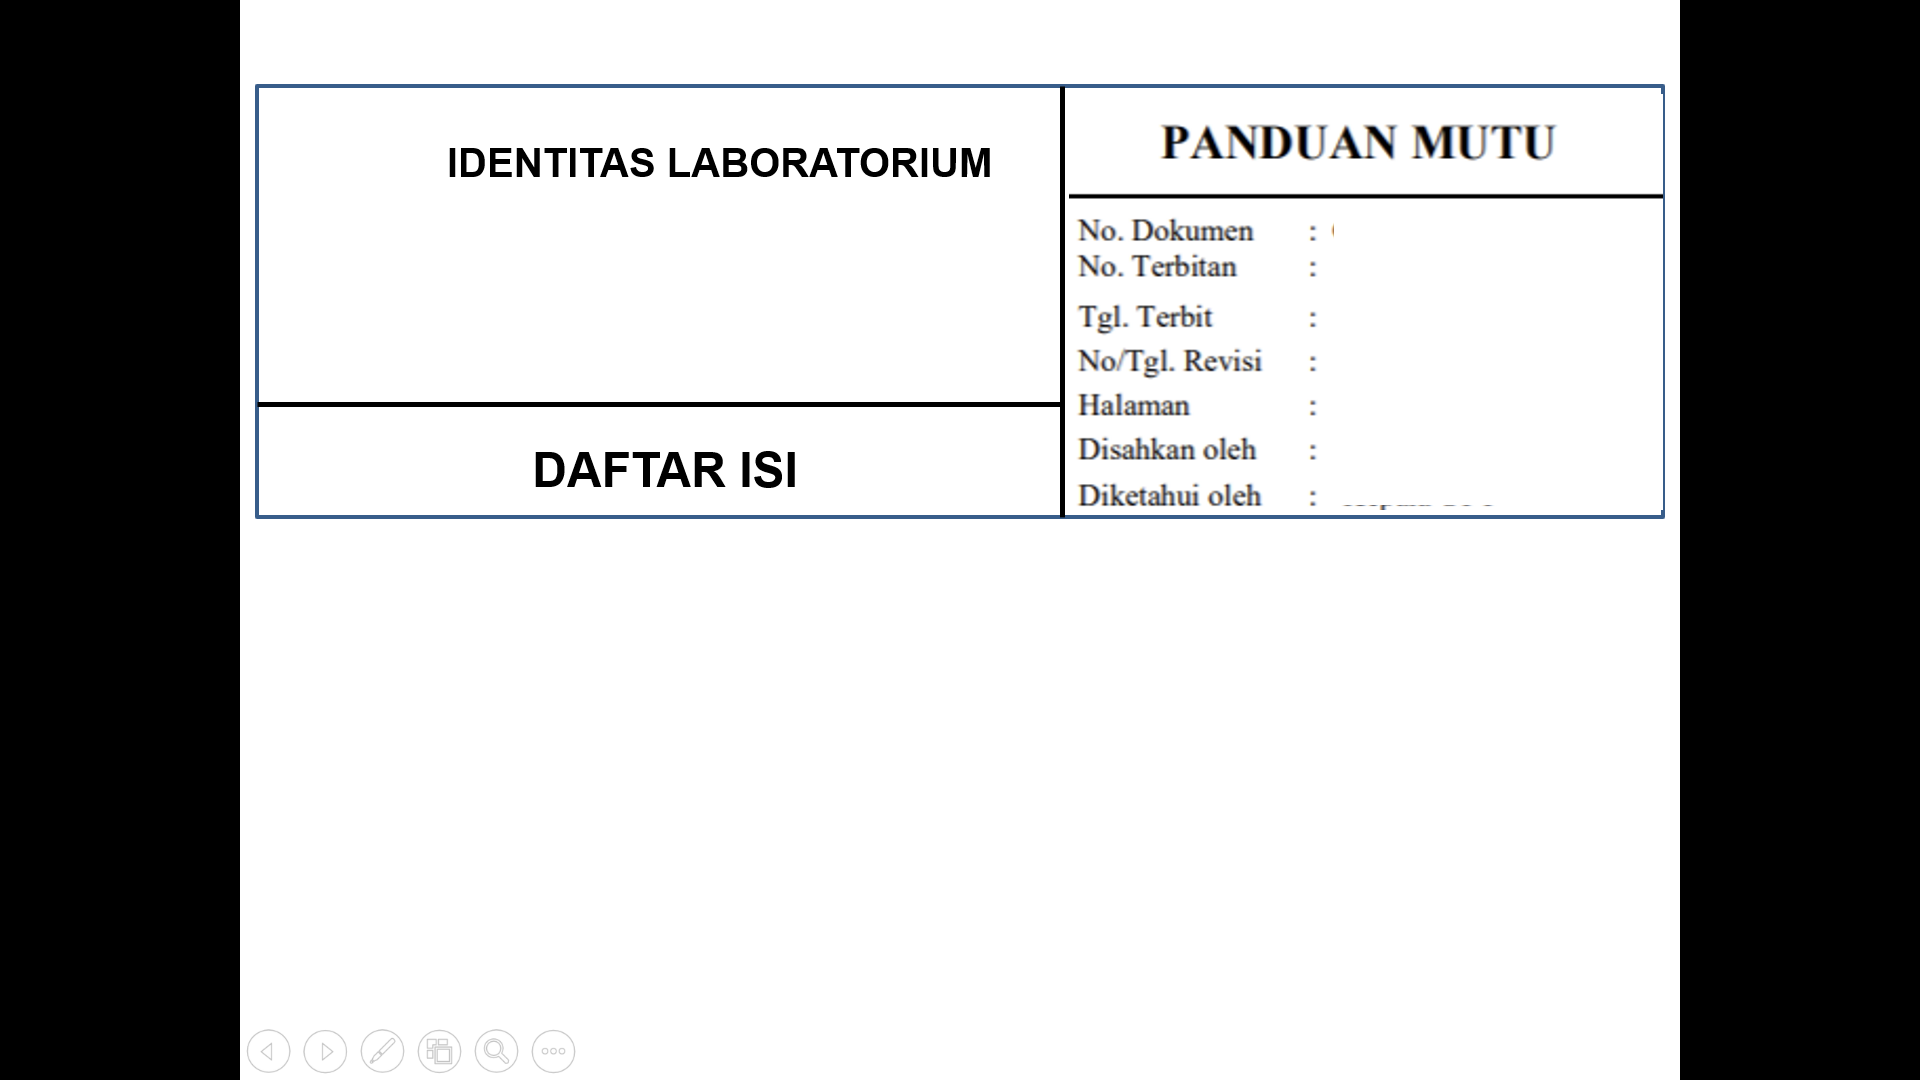 IDENTITAS LABORATORIUM
DAFTAR ISI
PANDUAN MUTU
No. Dokumen :
No. Terbitan :
Tgl. Terbit :
No/Tgl. Revisi :
Halaman :
Disahkan oleh :
Diketahui oleh :